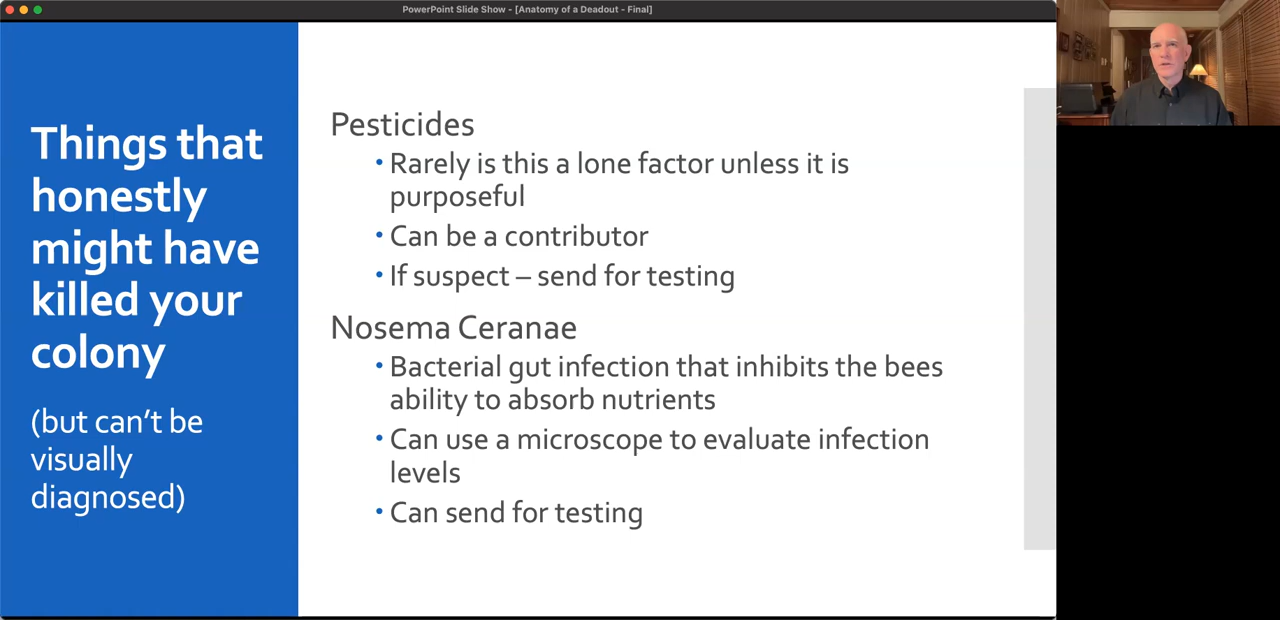 PowerPoint Slide Show - [Anatomy of a Deadout - Final]
Things that
honestly
might have
killed your
colony
(but can't be
visually
diagnosed)
Pesticides
• Rarely is this a lone factor unless it is
purposeful
• Can be a contributor
• If suspect – send for testing
Nosema Ceranae
• Bacterial gut infection that inhibits the bees
ability to absorb nutrients
• Can use a microscope to evaluate infection
levels
• Can send for testing